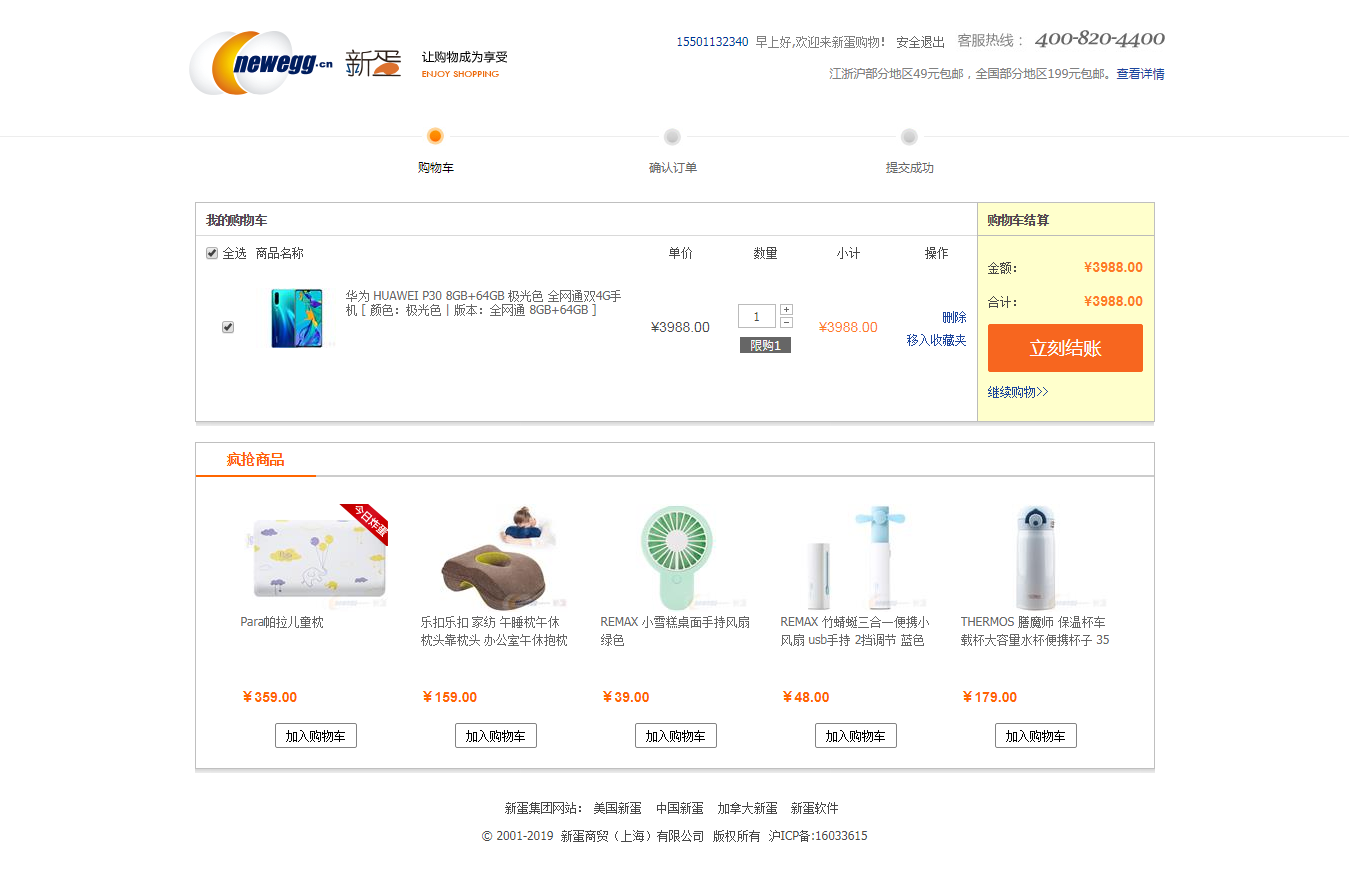 newegg.cn 新蛋 让购物成为享受
ENJOY SHOPPING
15501132340 早上好,欢迎来新蛋购物! 安全退出 客服热线： 400-820-4400
江浙沪部分地区49元包邮，全国部分地区199元包邮。查看详情
购物车 确认订单 提交成功
我的购物车
全选 商品名称 单价 数量 小计 操作
华为 HUAWEI P30 8GB+64GB 极光色 全网通双4G手
机 [ 颜色：极光色 | 版本：全网通 8GB+64GB ]
¥3988.00 1 + - ¥3988.00
限购1
删除
移入收藏夹
购物车结算
金额： ¥3988.00
合计： ¥3988.00
立刻结账
继续购物>>
疯抢商品
今日炸蛋
Para帕拉儿童枕
¥359.00
加入购物车
乐扣乐扣 家纺 午睡枕午休
枕头靠枕头 办公室午休抱枕
¥159.00
加入购物车
REMAX 小雪糕桌面手持风扇
绿色
¥39.00
加入购物车
REMAX 竹蜻蜓三合一便携小
风扇 usb手持 2挡调节 蓝色
¥48.00
加入购物车
THERMOS 膳魔师 保温杯车
载杯大容量水杯便携杯子 35
¥179.00
加入购物车
新蛋集团网站： 美国新蛋 中国新蛋 加拿大新蛋 新蛋软件
© 2001-2019 新蛋商贸（上海）有限公司 版权所有 沪ICP备:16033615